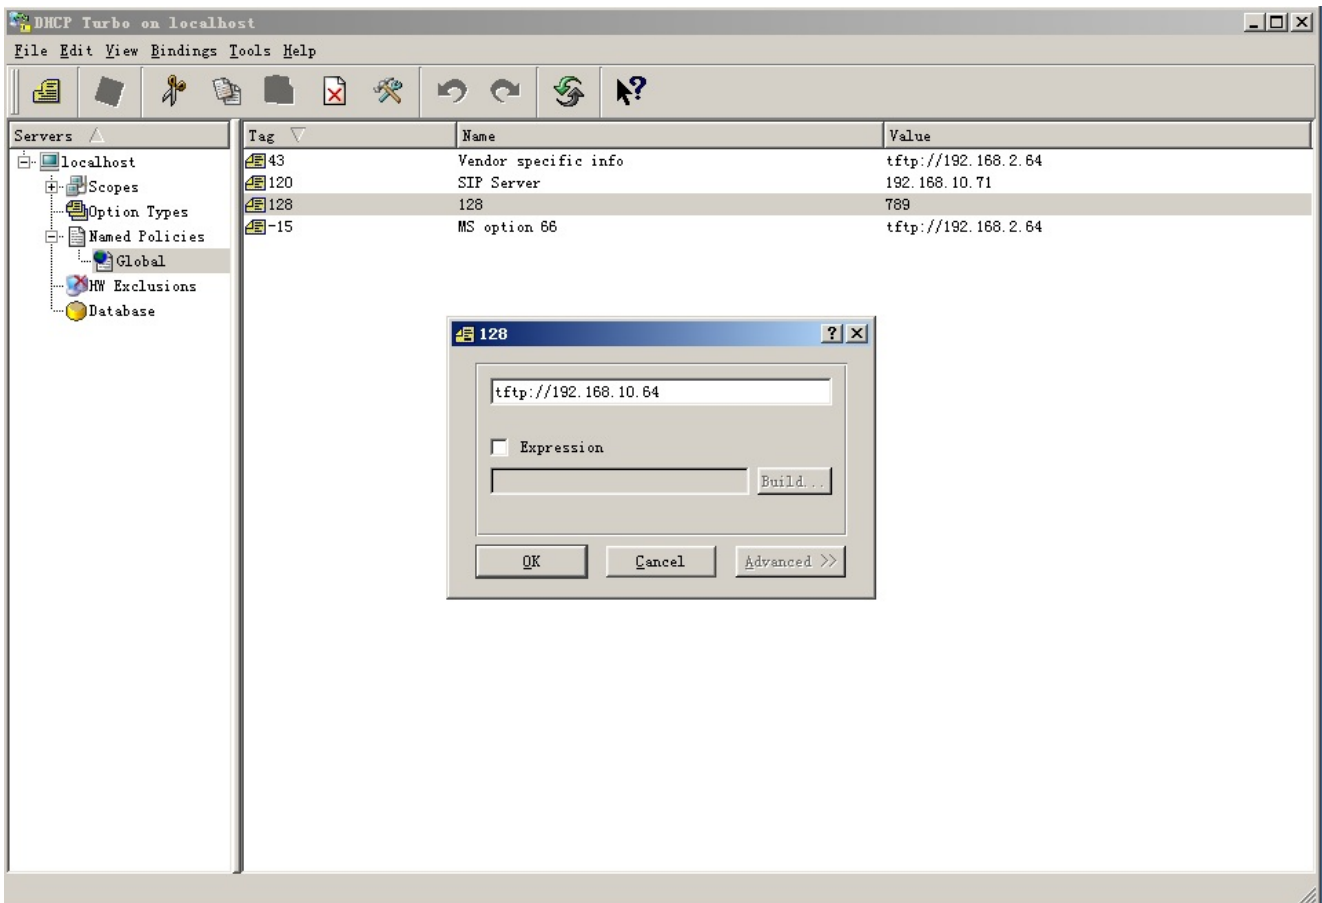 DHCP Turbo on localhost
File Edit View Bindings Tools Help
Servers
localhost
Scopes
Option Types
Named Policies
Global
HW Exclusions
Database
Tag Name Value
43 Vendor specific info tftp://192.168.2.64
120 SIP Server 192.168.10.71
128 128 789
-15 MS option 66 tftp://192.168.2.64
128
tftp://192.168.10.64
Expression
Build...
OK Cancel Advanced >>